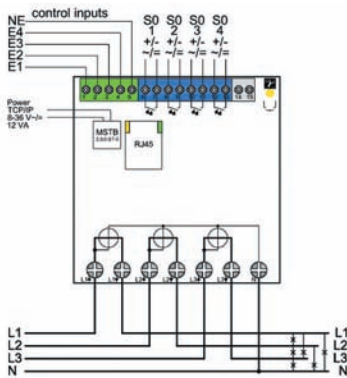 control inputs
NE
E4
E3
E2
E1
S0 S0 S0 S0
1 2 3 4
+/- +/- +/- +/-
~/= ~/= ~/= ~/=
Power
TCP/IP
8-36 V~/=
12 VA
MSTB
RJ45
L1 L1
L2 L2
L3 L3
N N